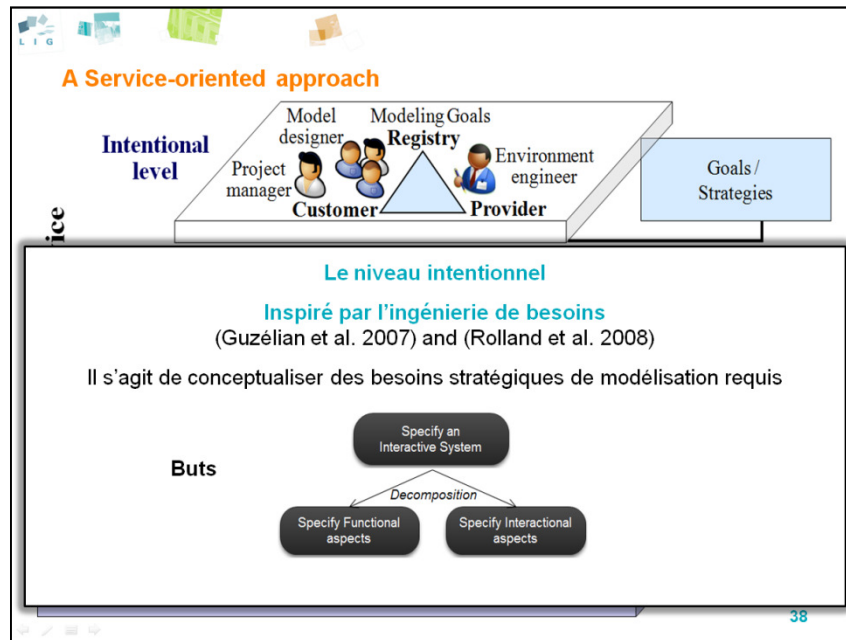 L I G
A Service-oriented approach
Intentional
level
Model
designer
Modeling Goals
Registry
Project
manager
Environment
engineer
Customer
Provider
Goals /
Strategies
Le niveau intentionnel
Inspiré par l'ingénierie de besoins
(Guzélian et al. 2007) and (Rolland et al. 2008)
Il s'agit de conceptualiser des besoins stratégiques de modélisation requis
Buts
Specify an
Interactive System
Decomposition
Specify Functional
aspects
Specify Interactional
aspects
38